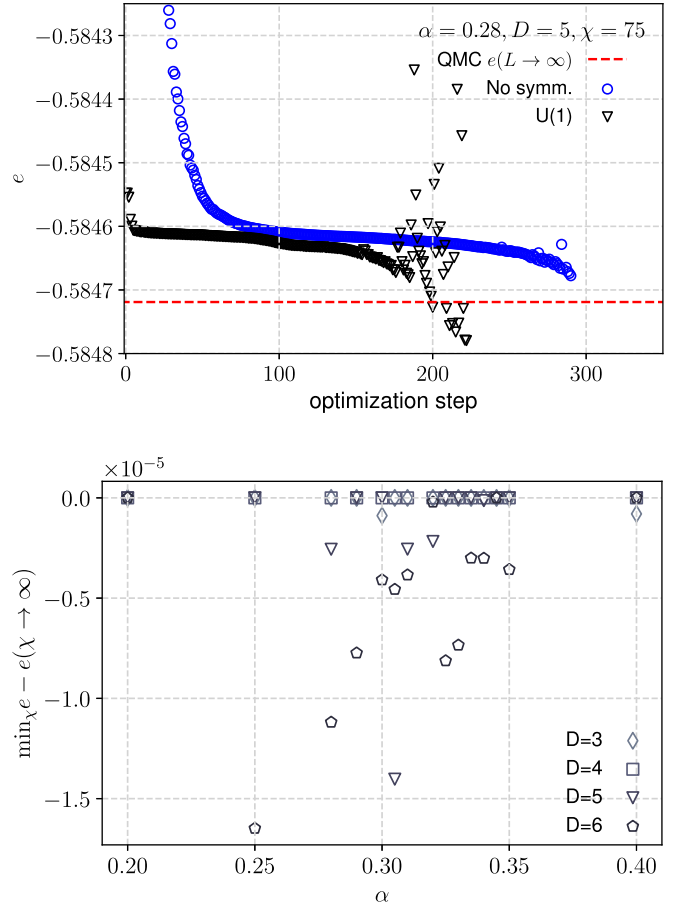 −0.5843
−0.5844
−0.5845
−0.5846
−0.5847
−0.5848
e
α = 0.28, D = 5, χ = 75
QMC e(L → ∞)
No symm.
U(1)
0 100 200 300
optimization step
×10⁻⁵
0.0
−0.5
−1.0
−1.5
min_χ e − e(χ → ∞)
D=3
D=4
D=5
D=6
0.20 0.25 0.30 0.35 0.40
α